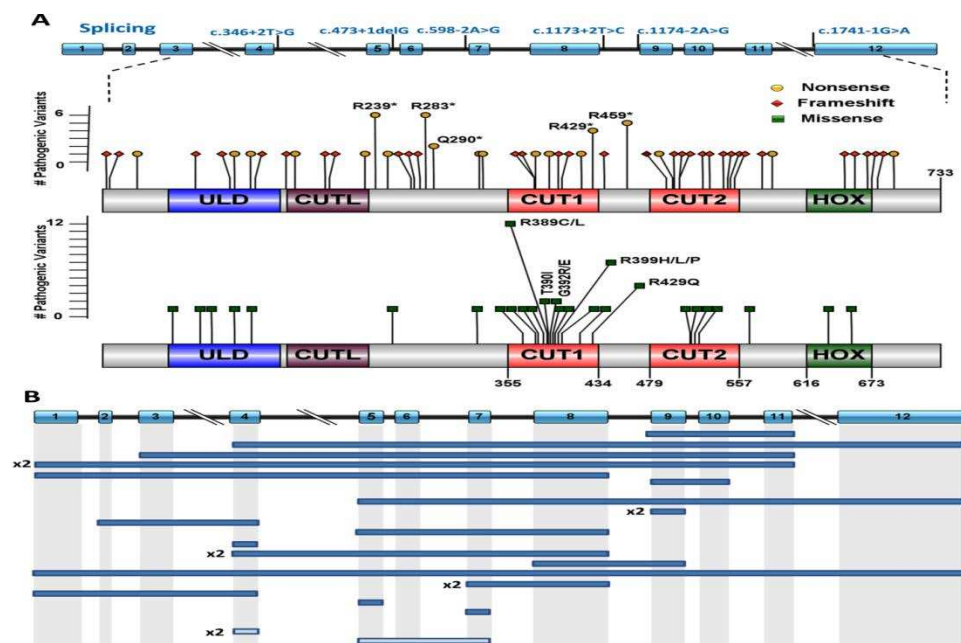 A
Splicing c.346+2T>G c.473+1delG c.598-2A>G c.1173+2T>C c.1174-2A>G c.1741-1G>A
1 2 3 4 5 6 7 8 9 10 11 12
Nonsense
Frameshift
Missense
# Pathogenic Variants
6
0
R239* R283* Q290* R429* R459*
733
ULD CUTL CUT1 CUT2 HOX
# Pathogenic Variants
12
0
R389C/L
T390I
G392R/E
R399H/L/P
R429Q
ULD CUTL CUT1 CUT2 HOX
355 434 479 557 616 673
B
1 2 3 4 5 6 7 8 9 10 11 12
x2
x2
x2
x2
x2